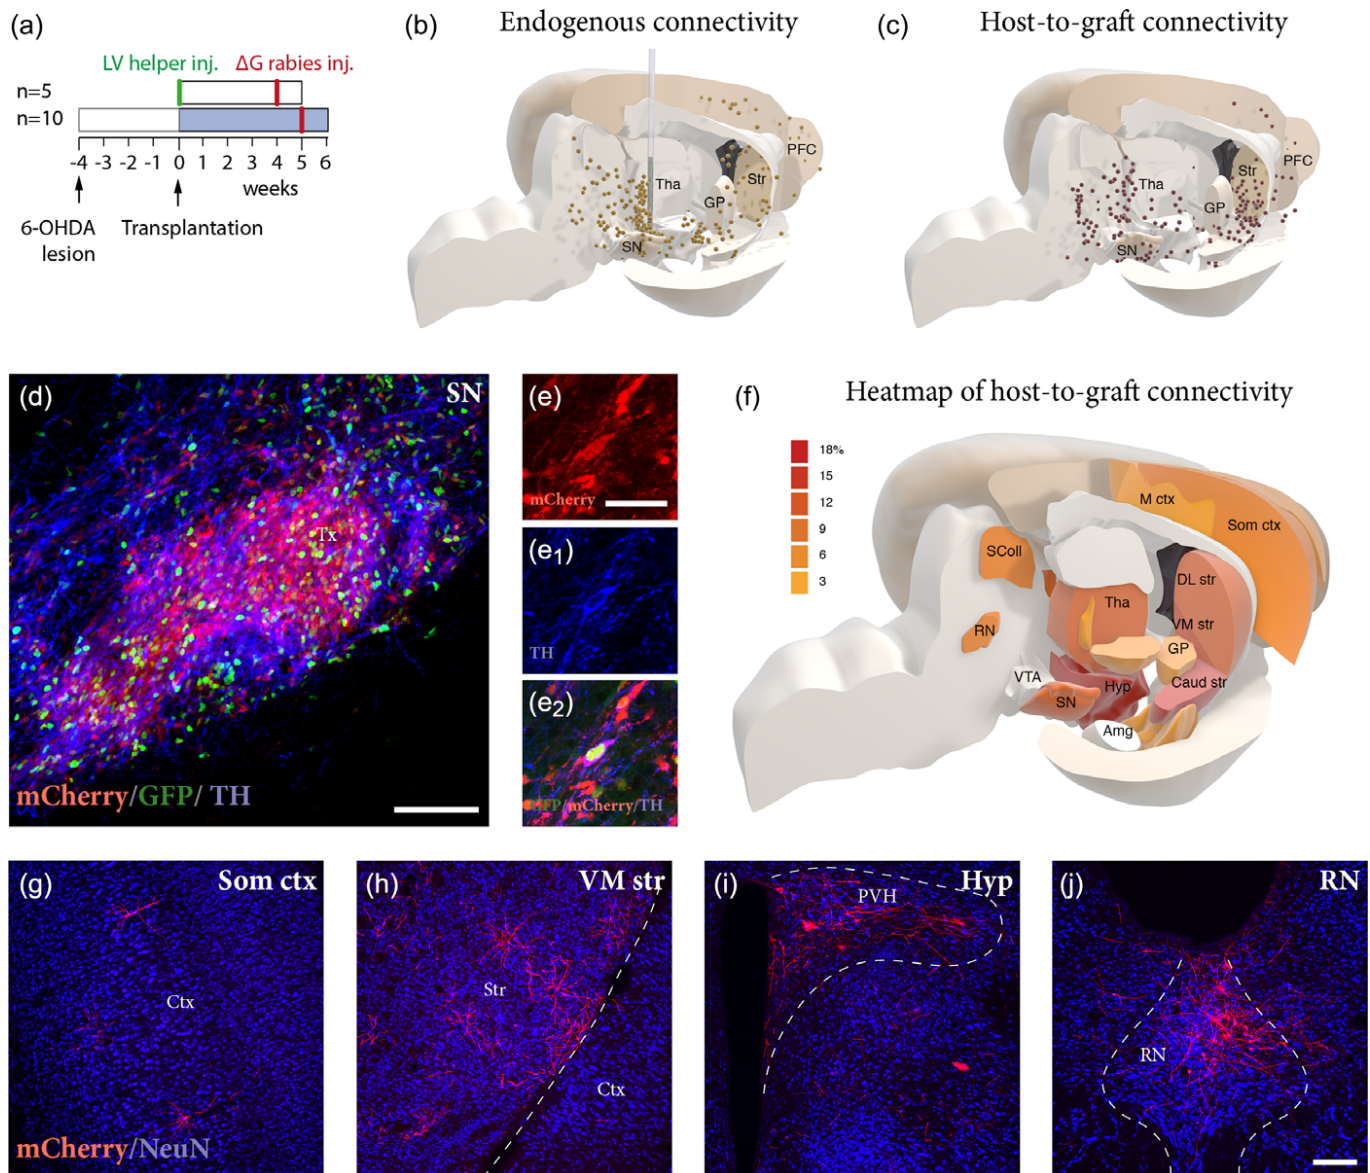 (a)
LV helper inj.
ΔG rabies inj.
n=5
n=10
-4 -3 -2 -1 0 1 2 3 4 5 6
weeks
6-OHDA
lesion
Transplantation
(b)
Endogenous connectivity
PFC
Tha
Str
GP
SN
(c)
Host-to-graft connectivity
PFC
Tha
Str
GP
SN
(d)
SN
Tx
mCherry/GFP/ TH
(e)
mCherry
(e1)
TH
(e2)
GFP/mCherry/TH
(f)
Heatmap of host-to-graft connectivity
18%
15
12
9
6
3
M ctx
Som ctx
SColl
DL str
Tha
VM str
RN
GP
VTA
Hyp
Caud str
SN
Amg
(g)
Som ctx
Ctx
mCherry/NeuN
(h)
VM str
Str
Ctx
(i)
Hyp
PVH
(j)
RN
RN